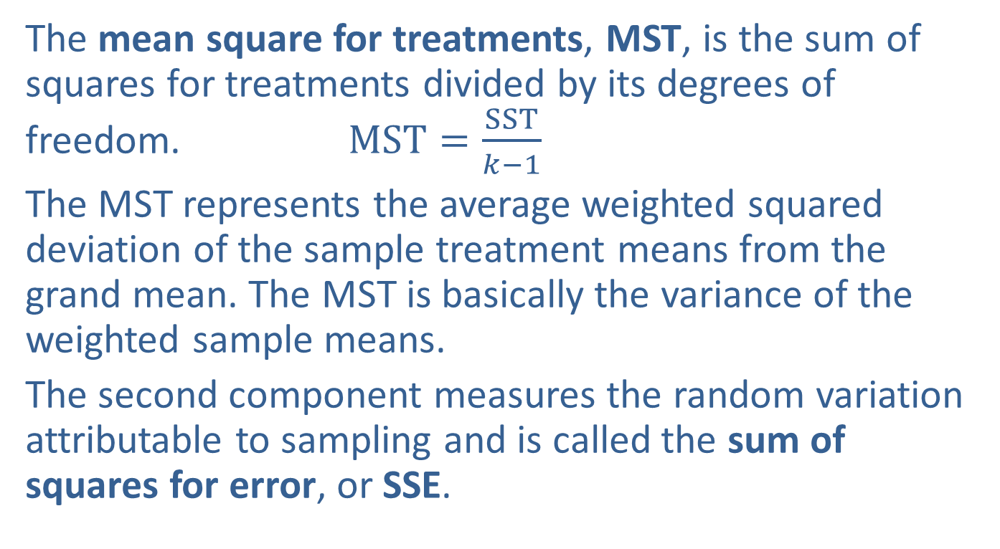 The mean square for treatments, MST, is the sum of
squares for treatments divided by its degrees of
freedom. MST = SST/k−1
The MST represents the average weighted squared
deviation of the sample treatment means from the
grand mean. The MST is basically the variance of the
weighted sample means.
The second component measures the random variation
attributable to sampling and is called the sum of
squares for error, or SSE.